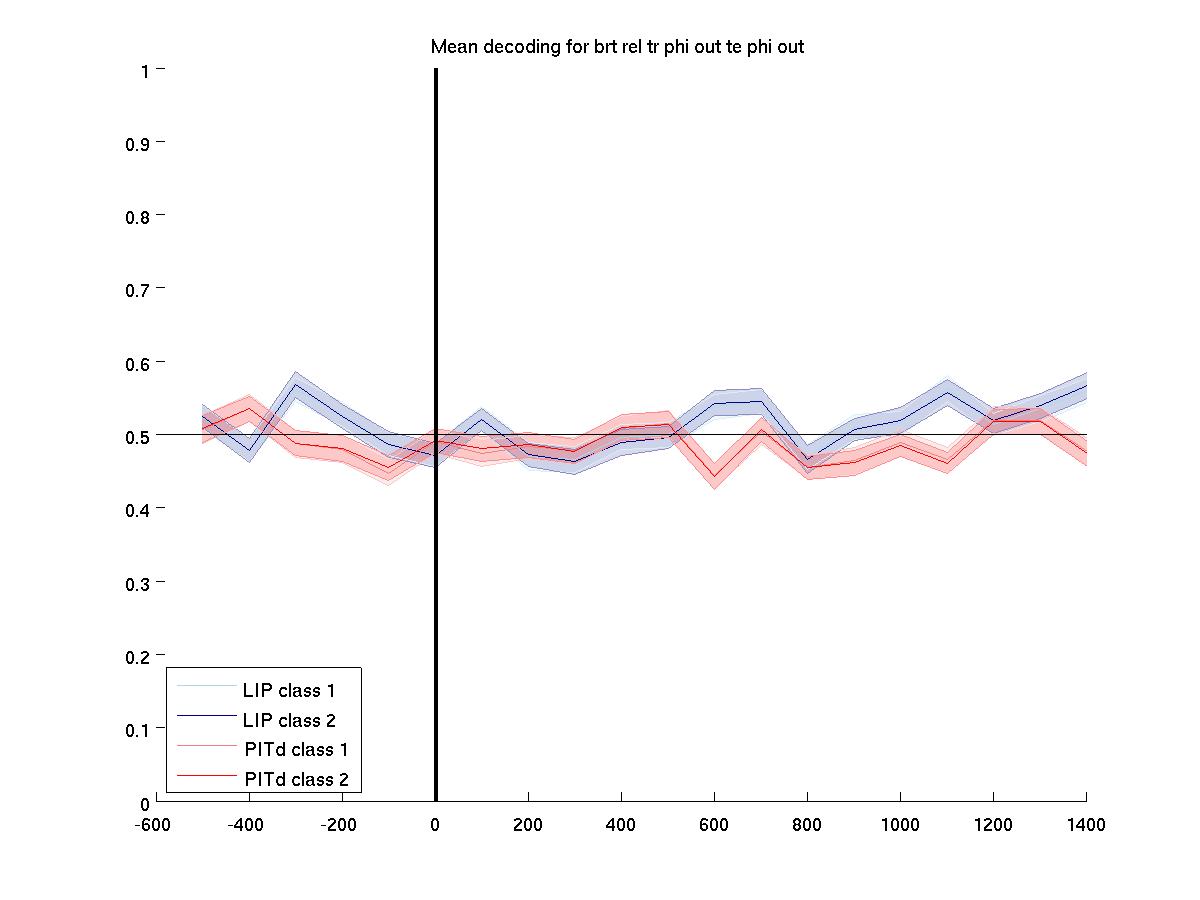 Mean decoding for brt rel tr phi out te phi out
1
0.9
0.8
0.7
0.6
0.5
0.4
0.3
0.2
0.1
0
LIP class 1
LIP class 2
PITd class 1
PITd class 2
-600 -400 -200 0 200 400 600 800 1000 1200 1400